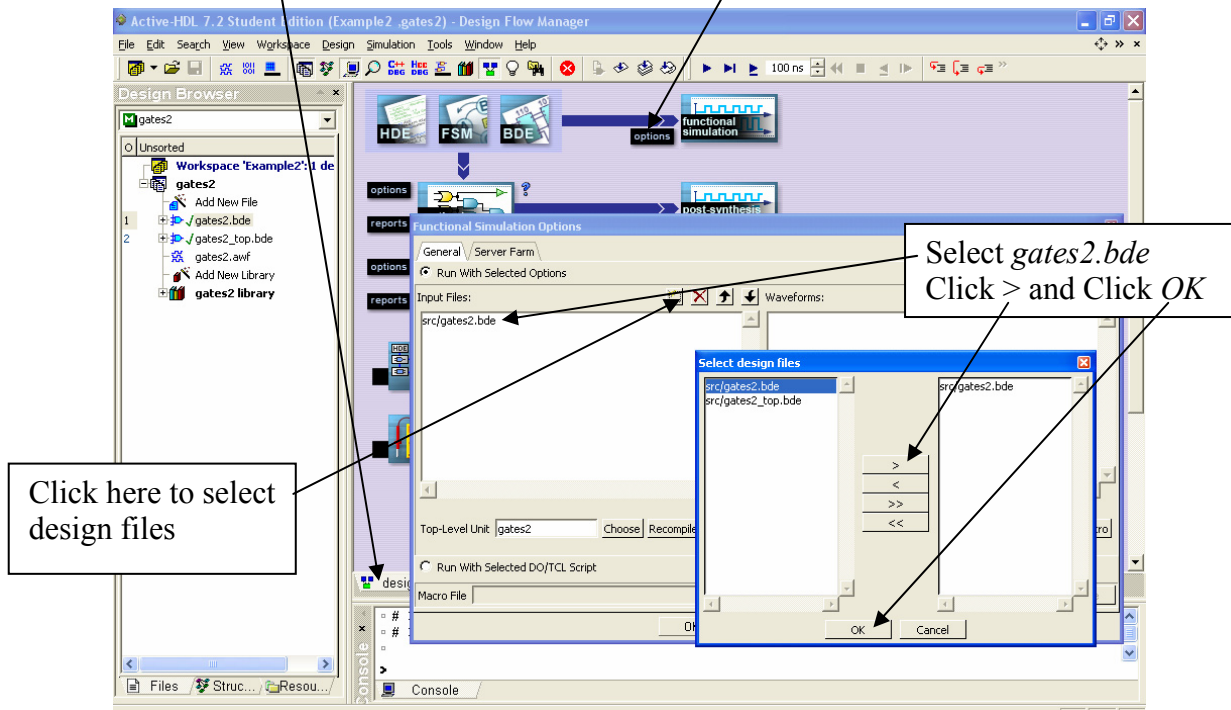 Active-HDL 7.2 Student Edition (Example2 ,gates2) - Design Flow Manager
File Edit Search View Workspace Design Simulation Tools Window Help
100 ns
Design Browser
gates2
O Unsorted
Workspace 'Example2': 1 de
gates2
Add New File
1 gates2.bde
2 gates2_top.bde
gates2.awf
Add New Library
gates2 library
Files Struc... Resou...
HDE FSM BDE
options
functional simulation
options
reports
options
reports
post-synthesis
Functional Simulation Options
General Server Farm
Run With Selected Options
Input Files:
Waveforms:
src/gates2.bde
Top-Level Unit gates2 Choose Recompile
Run With Selected DO/TCL Script
Macro File
Select gates2.bde
Click > and Click OK
Select design files
src/gates2.bde
src/gates2_top.bde
>
<
>>
<<
src/gates2.bde
OK Cancel
Click here to select
design files
Console